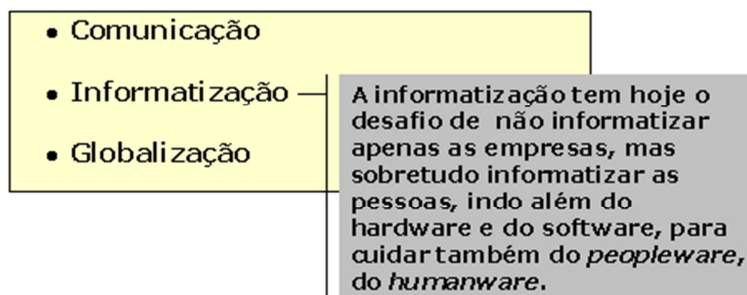 • Comunicação
• Informatização
• Globalização
A informatização tem hoje o
desafio de não informatizar
apenas as empresas, mas
sobretudo informatizar as
pessoas, indo além do
hardware e do software, para
cuidar também do peopleware,
do humanware.